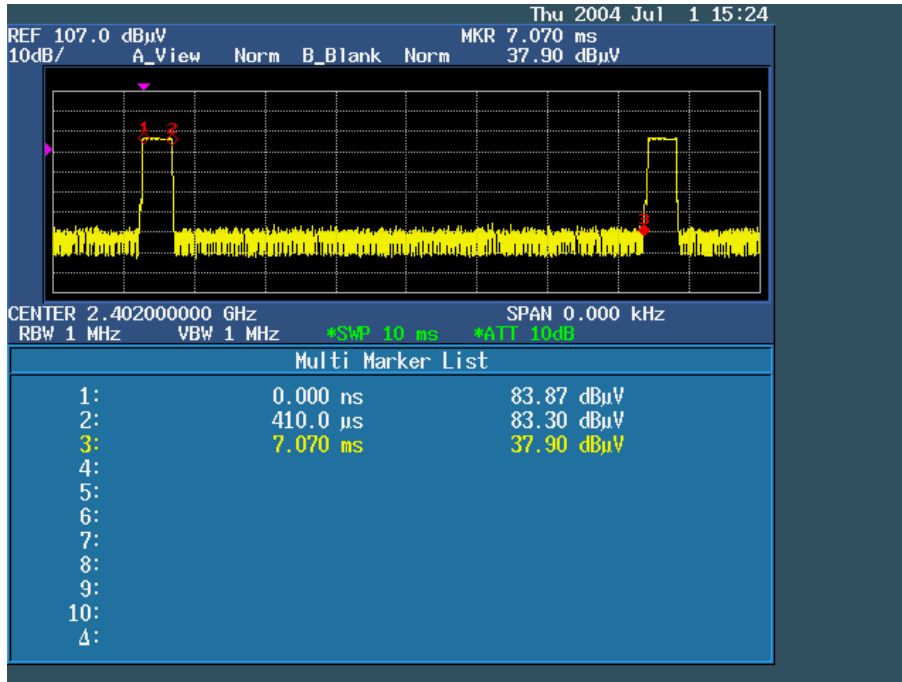 Thu 2004 Jul 1 15:24
REF 107.0 dBµV MKR 7.070 ms
10dB/ A_View Norm B_Blank Norm 37.90 dBµV
1 2
3
CENTER 2.402000000 GHz SPAN 0.000 kHz
RBW 1 MHz VBW 1 MHz *SWP 10 ms *ATT 10dB
Multi Marker List
1: 0.000 ns 83.87 dBµV
2: 410.0 µs 83.30 dBµV
3: 7.070 ms 37.90 dBµV
4:
5:
6:
7:
8:
9:
10:
Δ: